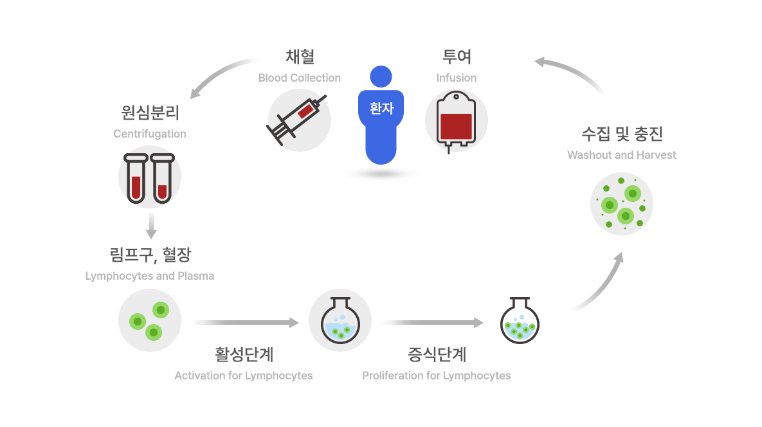 채혈
Blood Collection
환자
투여
Infusion
원심분리
Centrifugation
수집 및 충진
Washout and Harvest
림프구, 혈장
Lymphocytes and Plasma
활성단계
Activation for Lymphocytes
증식단계
Proliferation for Lymphocytes